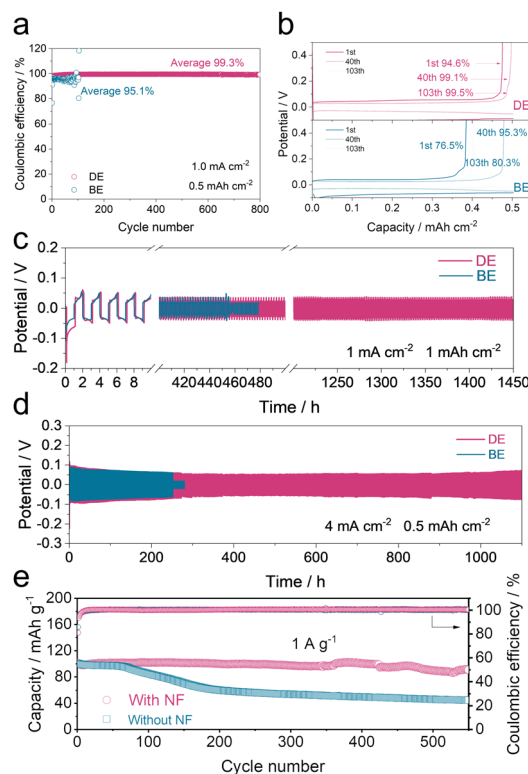 a
Coulombic efficiency / %
120
100
80
60
40
20
0
Average 99.3%
Average 95.1%
DE
BE
1.0 mA cm⁻²
0.5 mAh cm⁻²
0 200 400 600 800
Cycle number
b
Potential / V
0.4
0.2
0.0
1st
40th
103th
1st 94.6%
40th 99.1%
103th 99.5%
DE
0.4
0.2
0.0
1st
40th
103th
40th 95.3%
1st 76.5%
103th 80.3%
BE
0.0 0.1 0.2 0.3 0.4 0.5
Capacity / mAh cm⁻²
c
Potential / V
0.2
0.1
0.0
-0.1
-0.2
DE
BE
1 mA cm⁻² 1 mAh cm⁻²
0 2 4 6 8 420 440 460 480 1250 1300 1350 1400 1450
Time / h
d
Potential / V
0.3
0.2
0.1
0.0
-0.1
-0.2
-0.3
DE
BE
4 mA cm⁻² 0.5 mAh cm⁻²
0 200 400 600 800 1000
Time / h
e
Capacity / mAh g⁻¹
200
160
120
80
40
0
1 A g⁻¹
With NF
Without NF
100
80
60
40
20
0
Coulombic efficiency / %
0 100 200 300 400 500
Cycle number